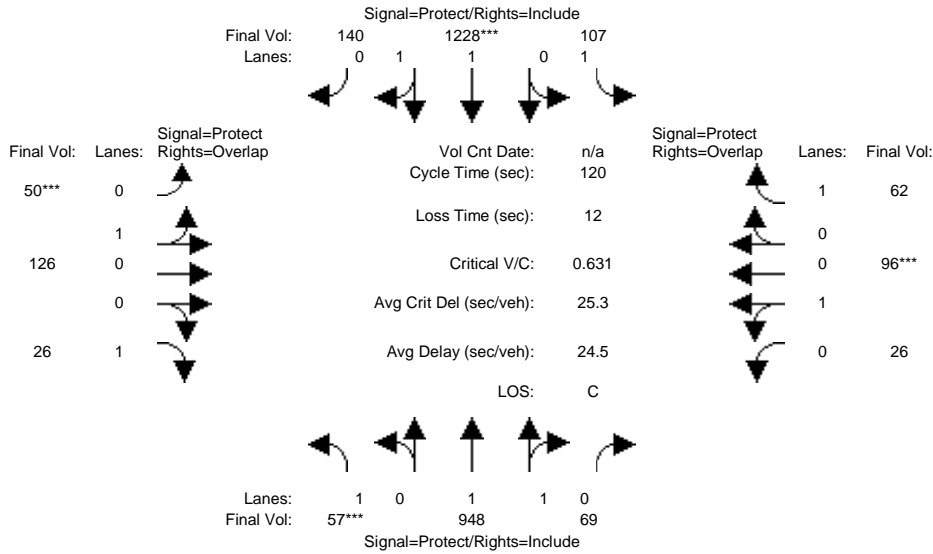 Signal=Protect/Rights=Include
Final Vol: 140 1228*** 107
Lanes: 0 1 1 0 1
Signal=Protect Signal=Protect
Final Vol: Lanes: Rights=Overlap Vol Cnt Date: n/a Rights=Overlap Lanes: Final Vol:
Cycle Time (sec): 120
50*** 0 1 62
Loss Time (sec): 12
1 0
126 0 Critical V/C: 0.631 0 96***
0 Avg Crit Del (sec/veh): 25.3 1
26 1 Avg Delay (sec/veh): 24.5 0 26
LOS: C
Lanes: 1 0 1 1 0
Final Vol: 57*** 948 69
Signal=Protect/Rights=Include